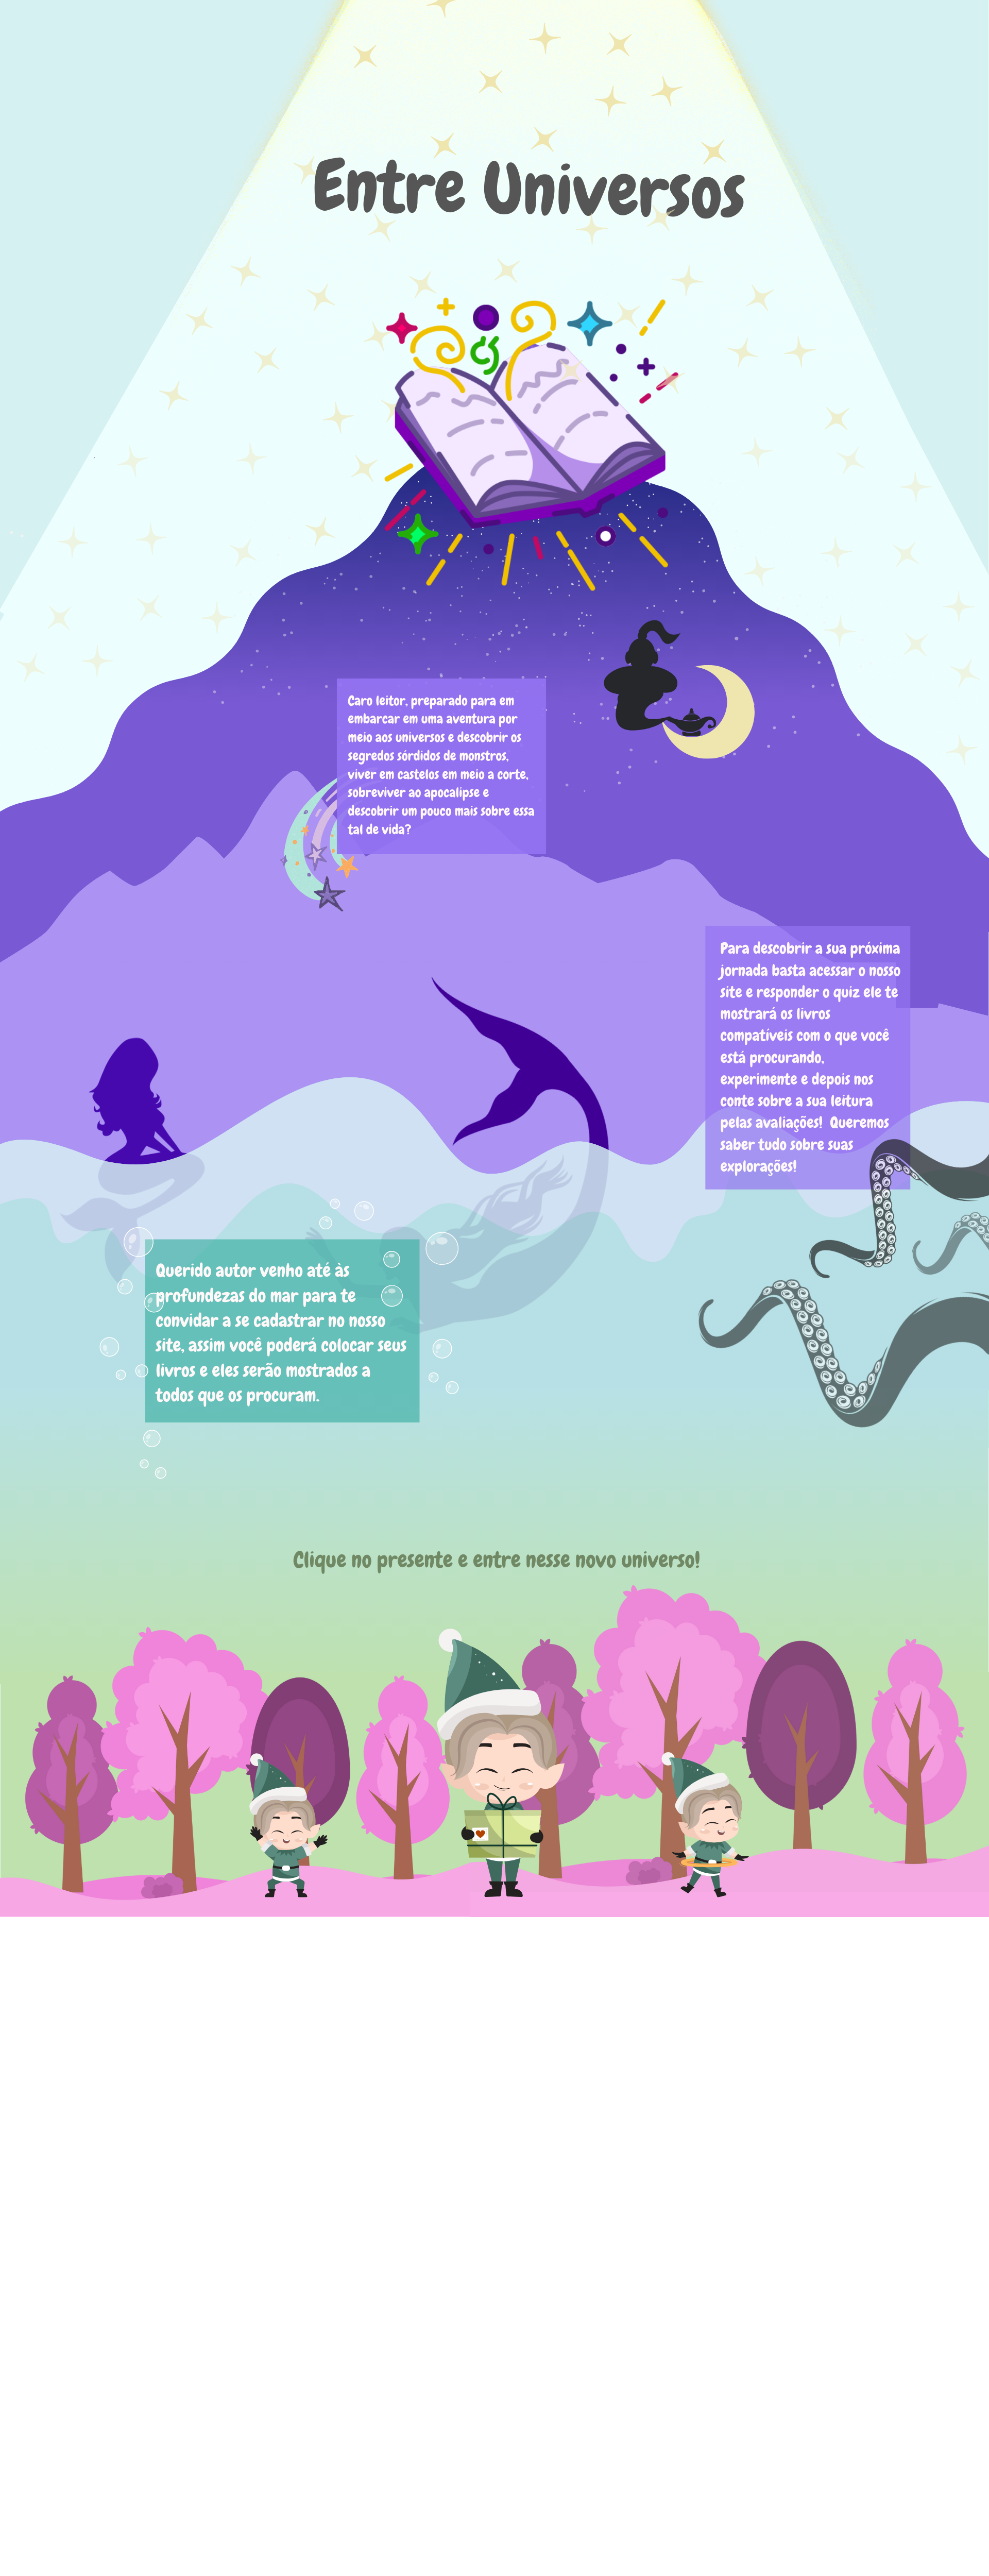 Entre Universos
Caro leitor, preparado para em
embarcar em uma aventura por
meio aos universos e descobrir os
segredos sórdidos de monstros,
viver em castelos em meio a corte,
sobreviver ao apocalipse e
descobrir um pouco mais sobre essa
tal de vida?
Para descobrir a sua próxima
jornada basta acessar o nosso
site e responder o quiz ele te
mostrará os livros
compatíveis com o que você
está procurando,
experimente e depois nos
conte sobre a sua leitura
pelas avaliações! Queremos
saber tudo sobre suas
explorações!
Querido autor venho até às
profundezas do mar para te
convidar a se cadastrar no nosso
site, assim você poderá colocar seus
livros e eles serão mostrados a
todos que os procuram.
Clique no presente e entre nesse novo universo!